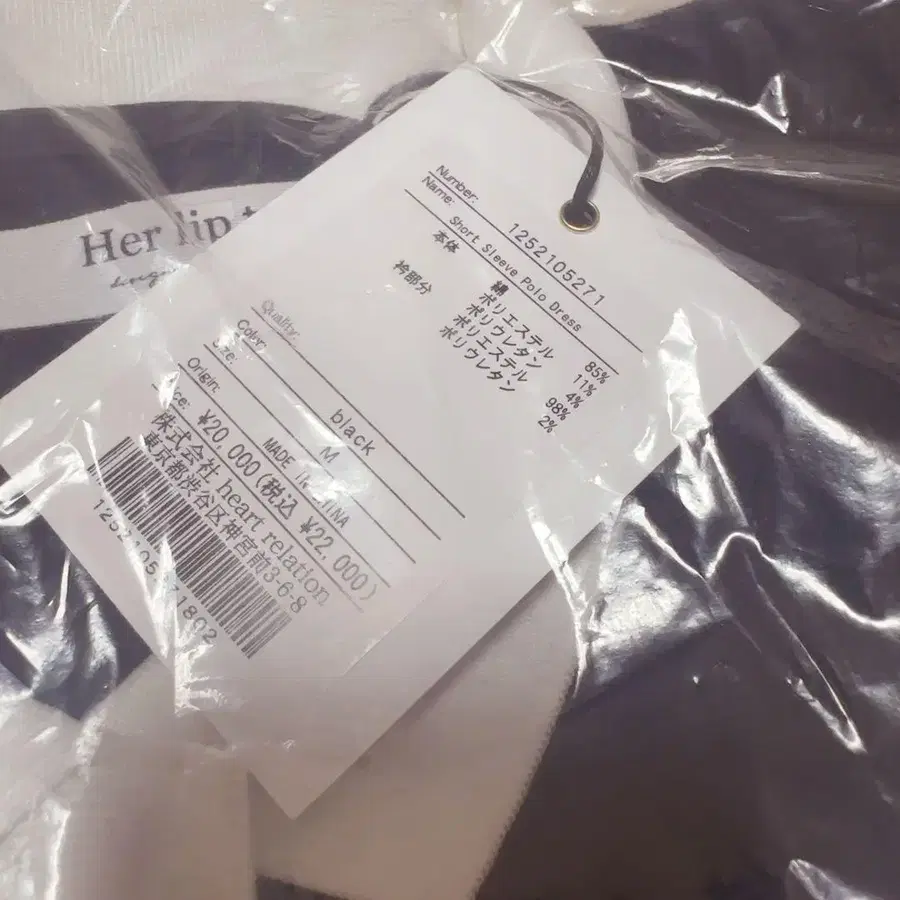 Her lip
Number: 1252105271
Name: Short Sleeve Polo Dress
本体 綿 85%
ポリエステル 11%
ポリウレタン 4%
衿部分 ポリエステル 98%
ポリウレタン 2%
Quality:
Color: black
Size: M
Origin: MADE IN CHINA
Price: ¥20,000(税込 ¥22,000)
株式会社 heart relation
東京都渋谷区神宮前3-6-8
1252105271802